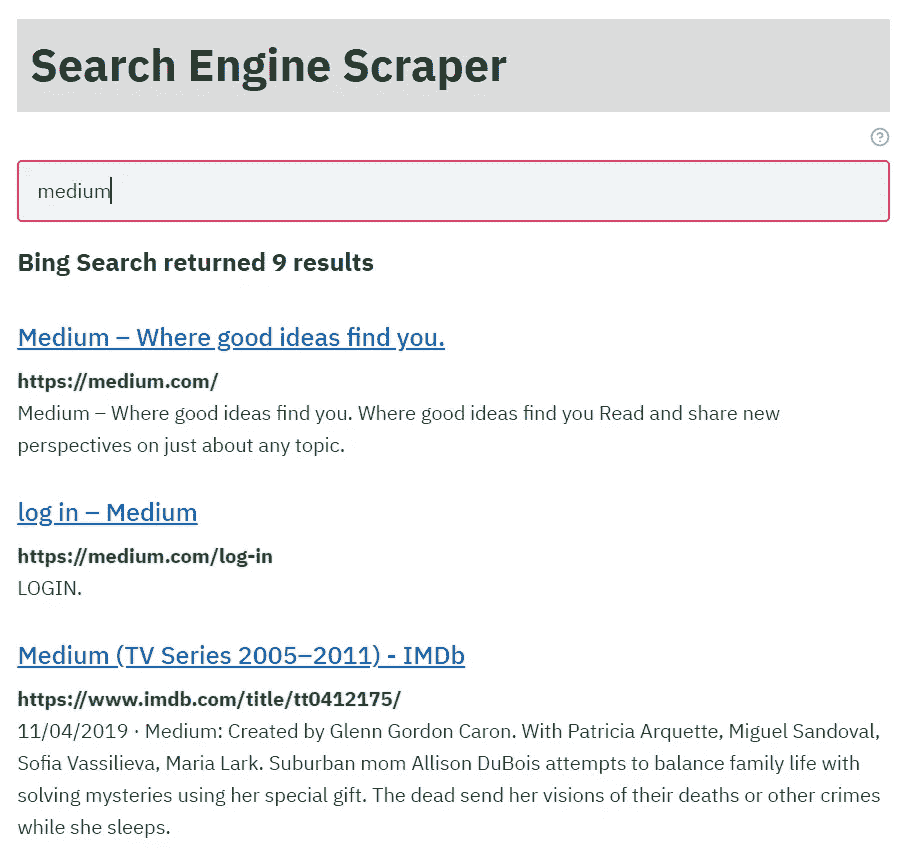 Search Engine Scraper
?
medium
Bing Search returned 9 results
Medium – Where good ideas find you.
https://medium.com/
Medium – Where good ideas find you. Where good ideas find you Read and share new
perspectives on just about any topic.
log in – Medium
https://medium.com/log-in
LOGIN.
Medium (TV Series 2005–2011) - IMDb
https://www.imdb.com/title/tt0412175/
11/04/2019 · Medium: Created by Glenn Gordon Caron. With Patricia Arquette, Miguel Sandoval,
Sofia Vassilieva, Maria Lark. Suburban mom Allison DuBois attempts to balance family life with
solving mysteries using her special gift. The dead send her visions of their deaths or other crimes
while she sleeps.